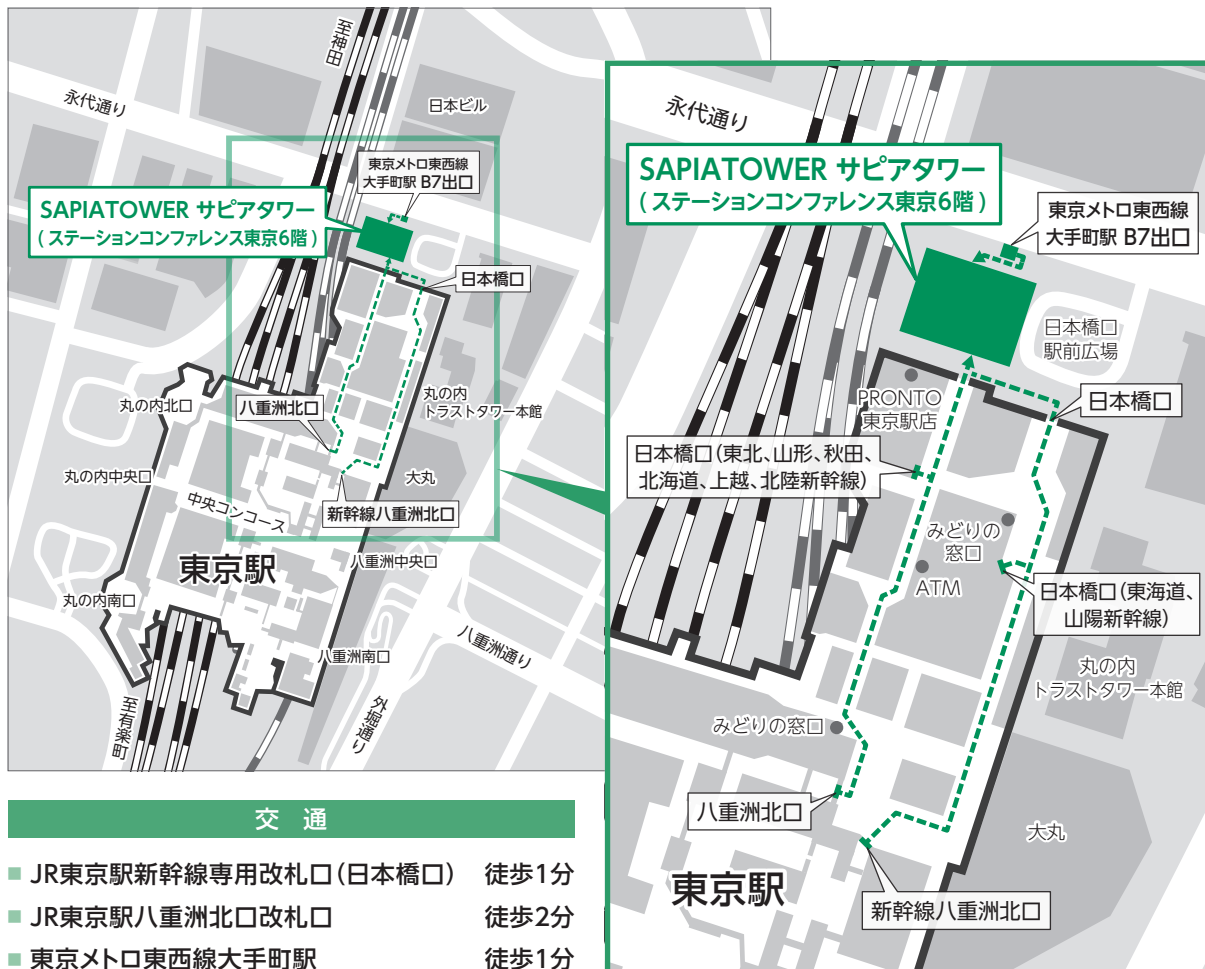 至神田
永代通り
日本ビル
東京メトロ東西線
大手町駅 B7出口
SAPIATOWER サピアタワー
(ステーションコンファレンス東京6階)
日本橋口
丸の内北口
八重洲北口
丸の内
トラストタワー本館
丸の内中央口
大丸
中央コンコース
新幹線八重洲北口
東京駅
八重洲中央口
丸の内南口
八重洲南口
八重洲通り
外堀通り
至有楽町
永代通り
SAPIATOWER サピアタワー
(ステーションコンファレンス東京6階)
東京メトロ東西線
大手町駅 B7出口
日本橋口
駅前広場
PRONTO
東京駅店
日本橋口
日本橋口(東北、山形、秋田、
北海道、上越、北陸新幹線)
みどりの
窓口
ATM
日本橋口(東海道、
山陽新幹線)
丸の内
トラストタワー本館
みどりの窓口
八重洲北口
大丸
東京駅
新幹線八重洲北口
交 通
■ JR東京駅新幹線専用改札口(日本橋口) 徒歩1分
■ JR東京駅八重洲北口改札口 徒歩2分
■ 東京メトロ東西線大手町駅 徒歩1分